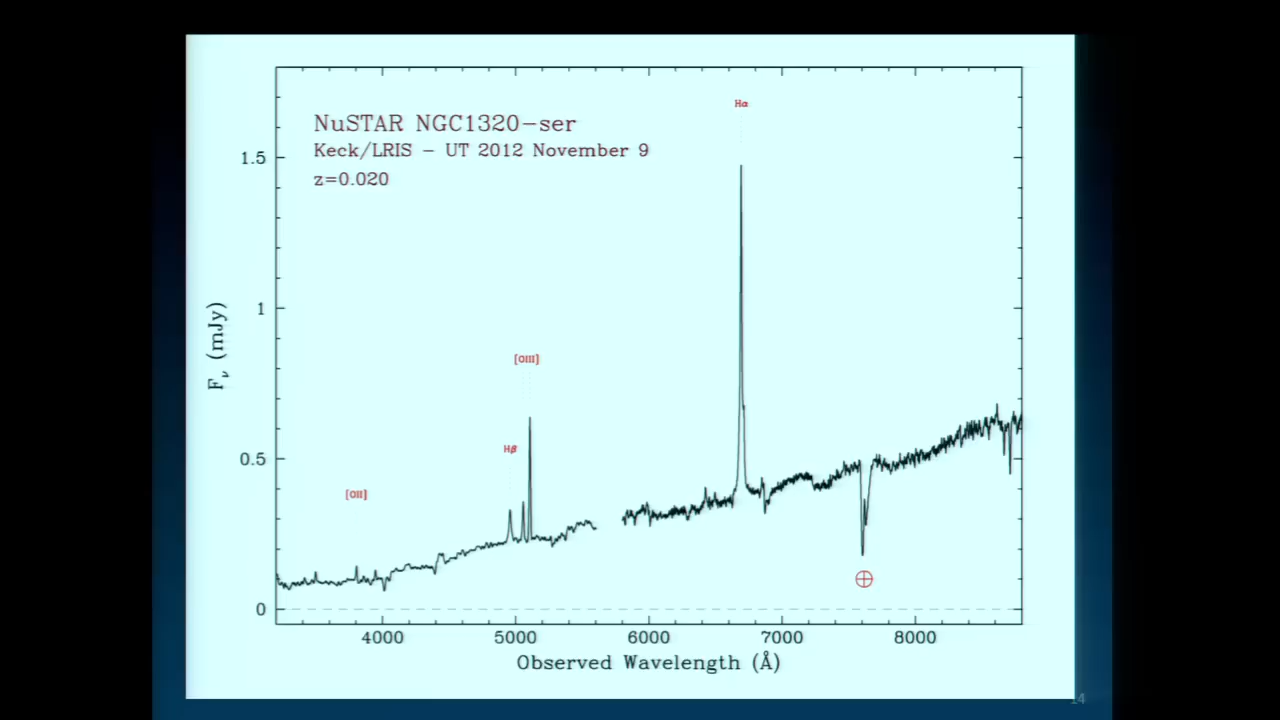 NuSTAR NGC1320-ser
Keck/LRIS - UT 2012 November 9
z=0.020
Hα
[OIII]
Hβ
[OII]
1.5
1
0.5
0
Fν (mJy)
4000 5000 6000 7000 8000
Observed Wavelength (Å)
14